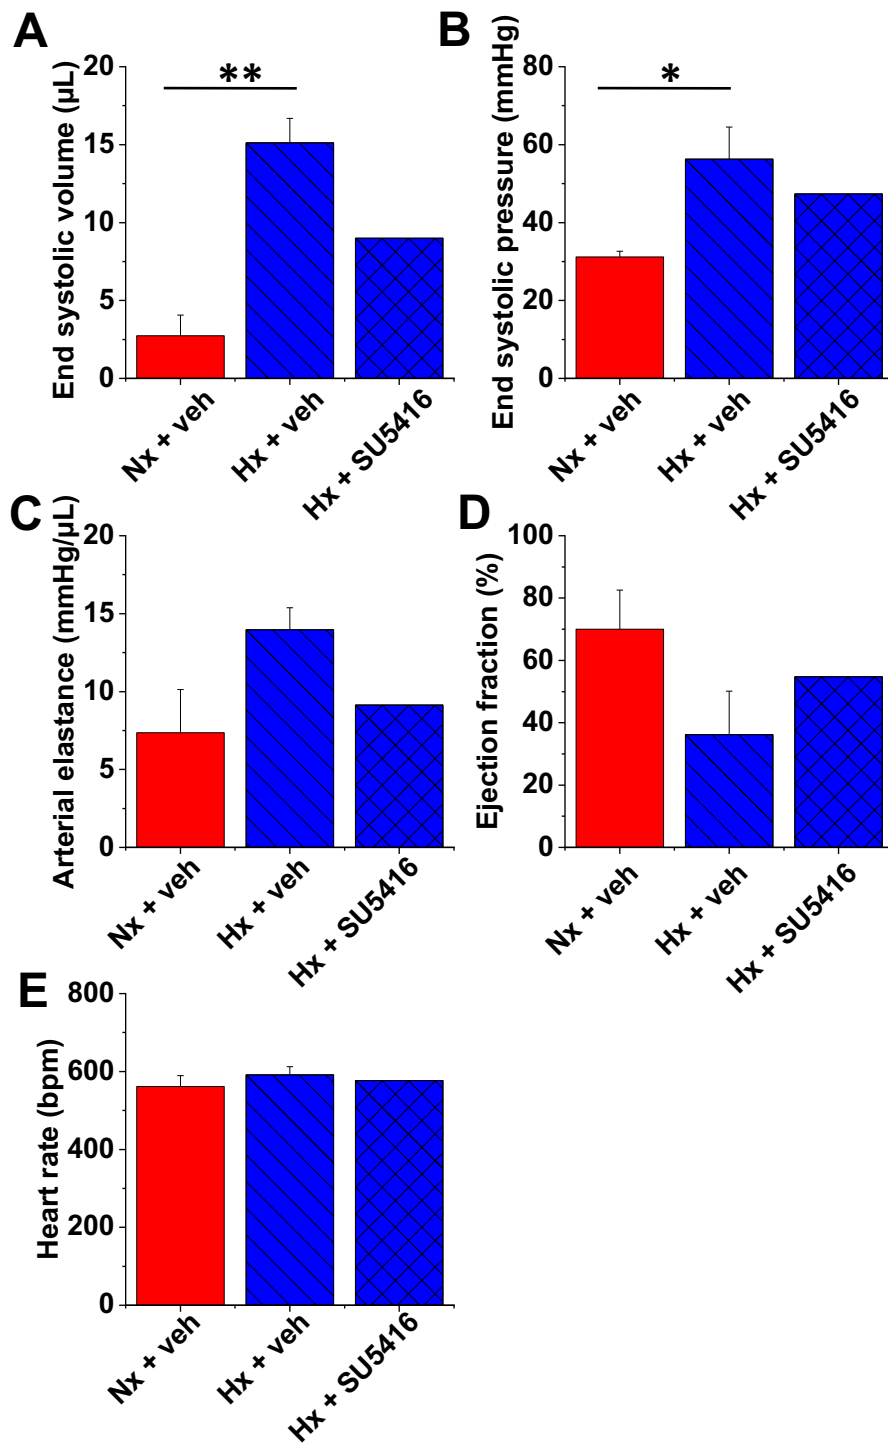 A
End systolic volume (µL)
20
15
10
5
0
**
Nx + veh
Hx + veh
Hx + SU5416
B
End systolic pressure (mmHg)
80
60
40
20
0
*
Nx + veh
Hx + veh
Hx + SU5416
C
Arterial elastance (mmHg/µL)
20
15
10
5
0
Nx + veh
Hx + veh
Hx + SU5416
D
Ejection fraction (%)
100
80
60
40
20
0
Nx + veh
Hx + veh
Hx + SU5416
E
Heart rate (bpm)
800
600
400
200
0
Nx + veh
Hx + veh
Hx + SU5416